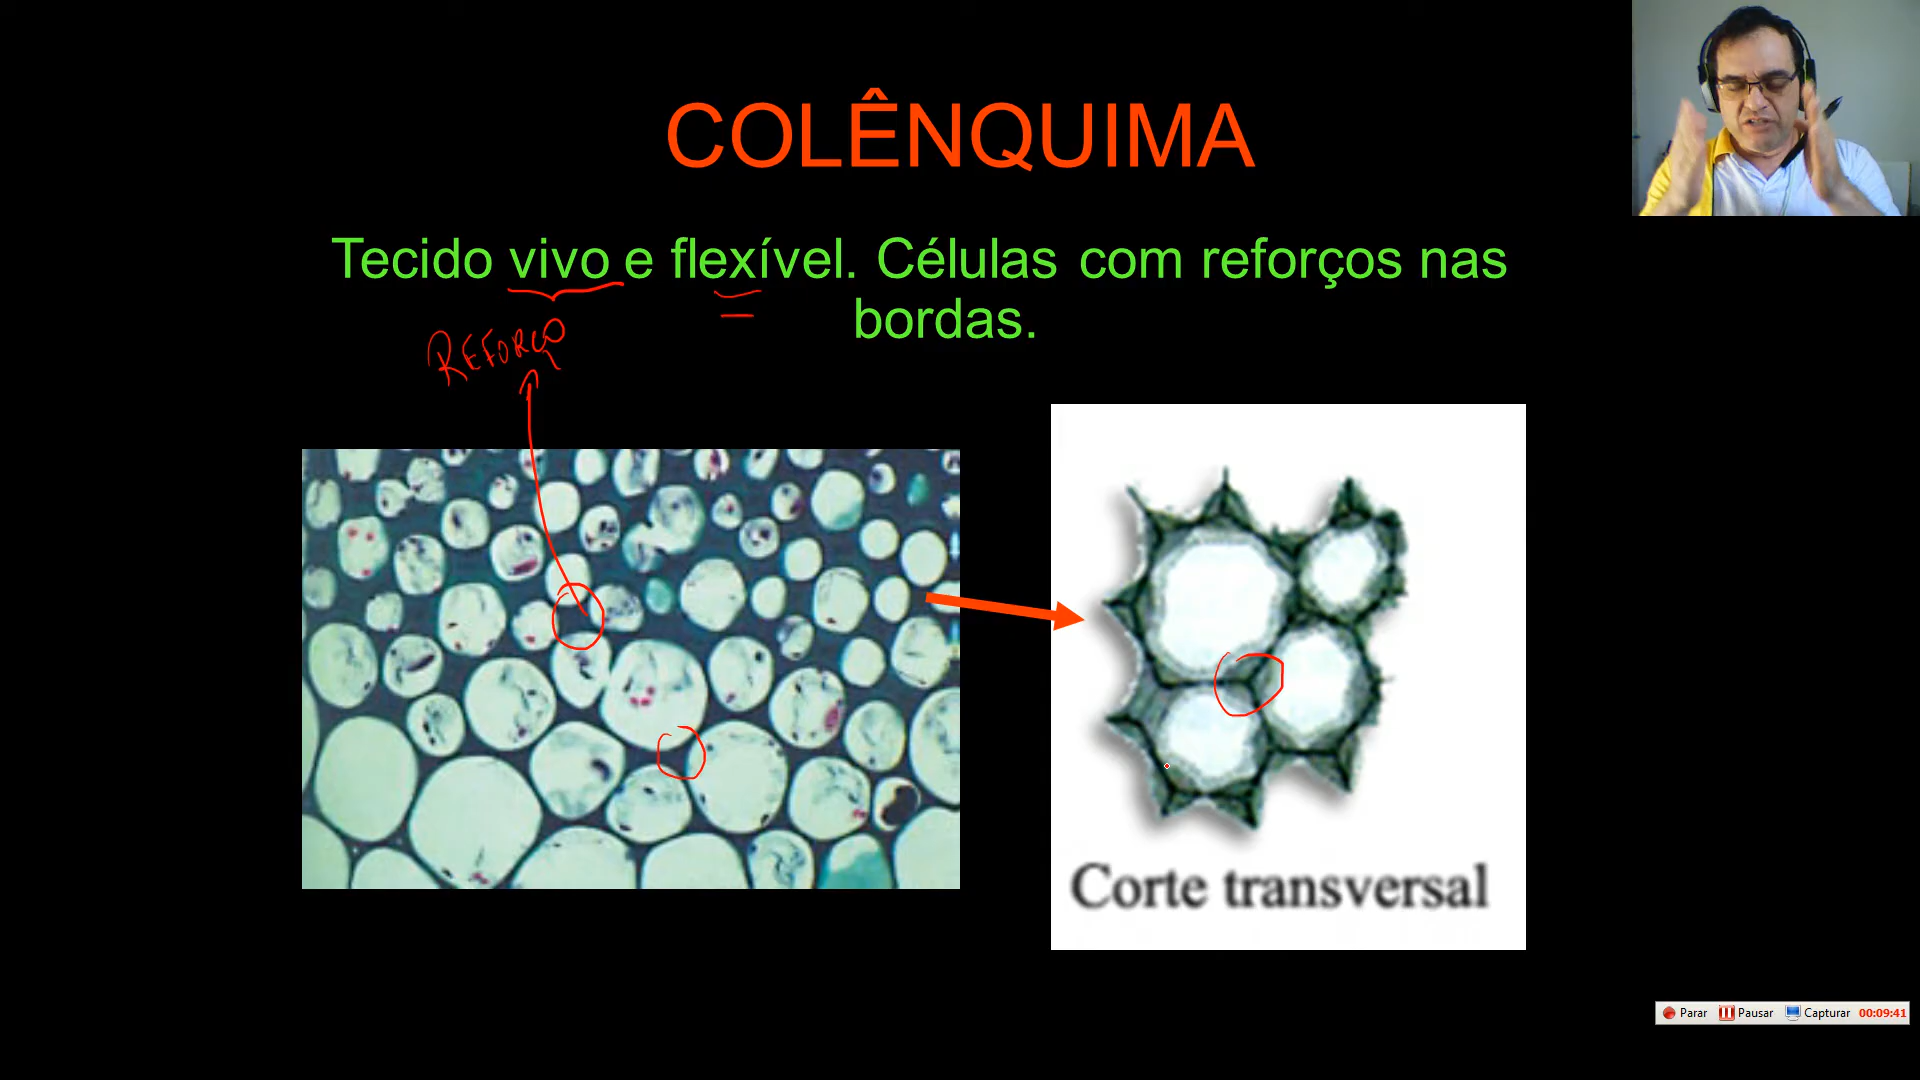 COLÊNQUIMA
Tecido vivo e flexível. Células com reforços nas
bordas.
REFORÇO
Corte transversal
Parar Pausar Capturar 00:09:41